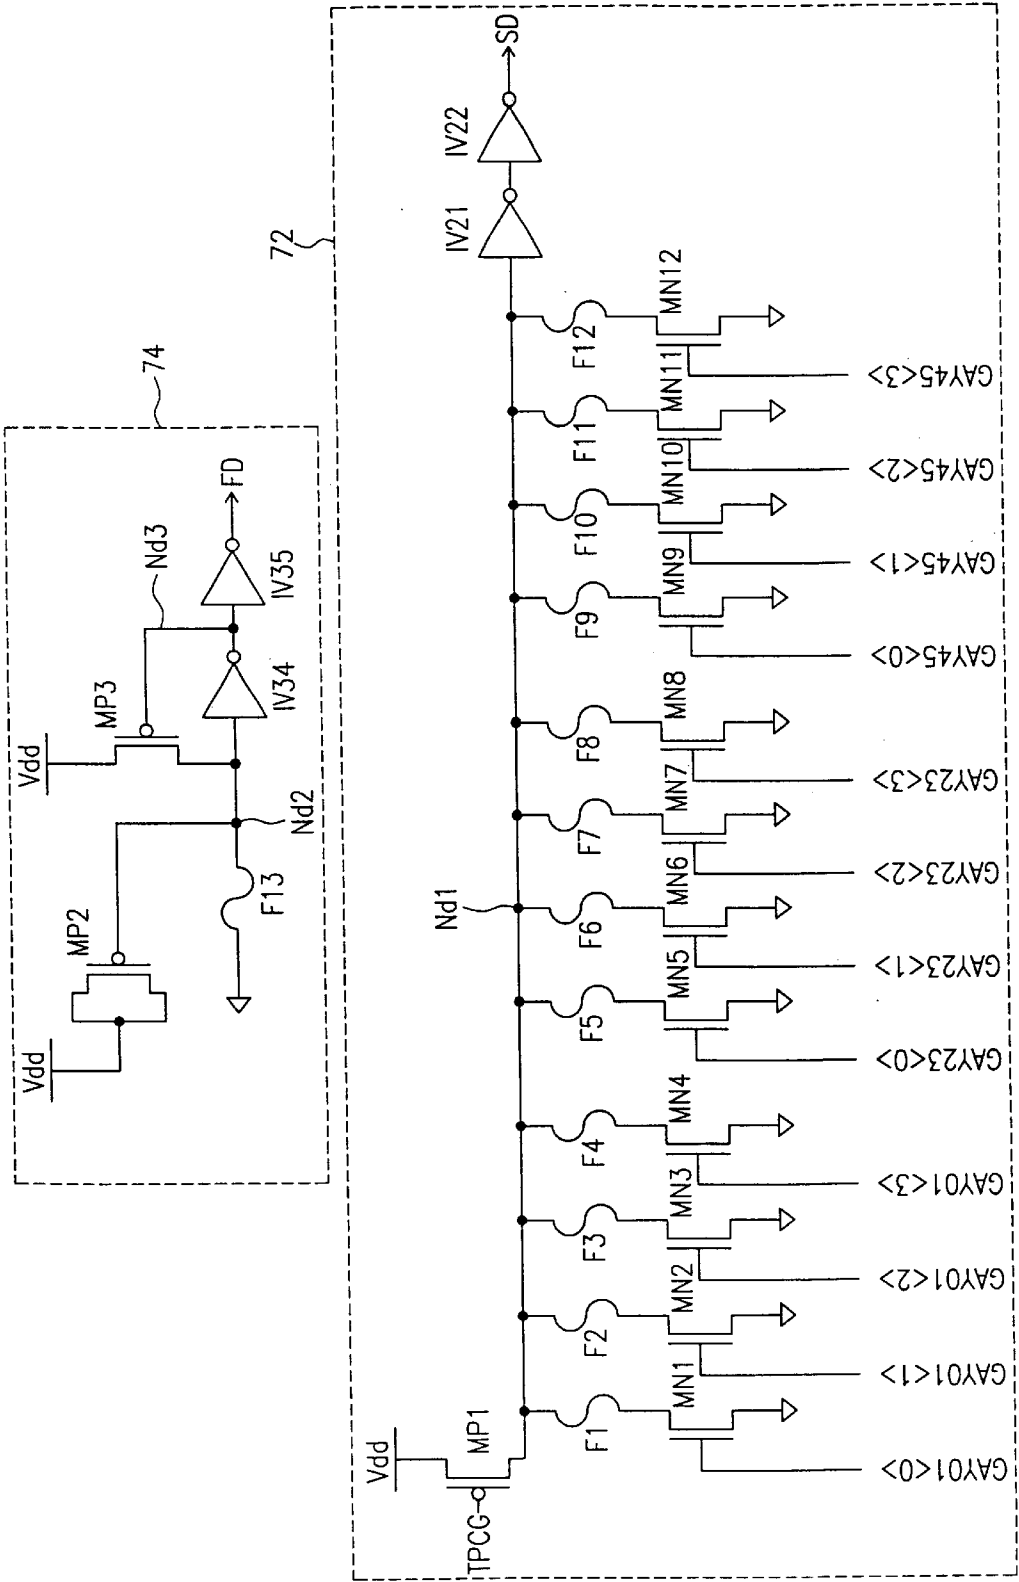 74
Vdd
Vdd
MP2
MP3
Nd3
F13
Nd2
IV34
IV35
FD
72
Vdd
TPCG
MP1
Nd1
IV21
IV22
SD
F1
F2
F3
F4
F5
F6
F7
F8
F9
F10
F11
F12
MN1
MN2
MN3
MN4
MN5
MN6
MN7
MN8
MN9
MN10
MN11
MN12
GAY01<0>
GAY01<1>
GAY01<2>
GAY01<3>
GAY23<0>
GAY23<1>
GAY23<2>
GAY23<3>
GAY45<0>
GAY45<1>
GAY45<2>
GAY45<3>